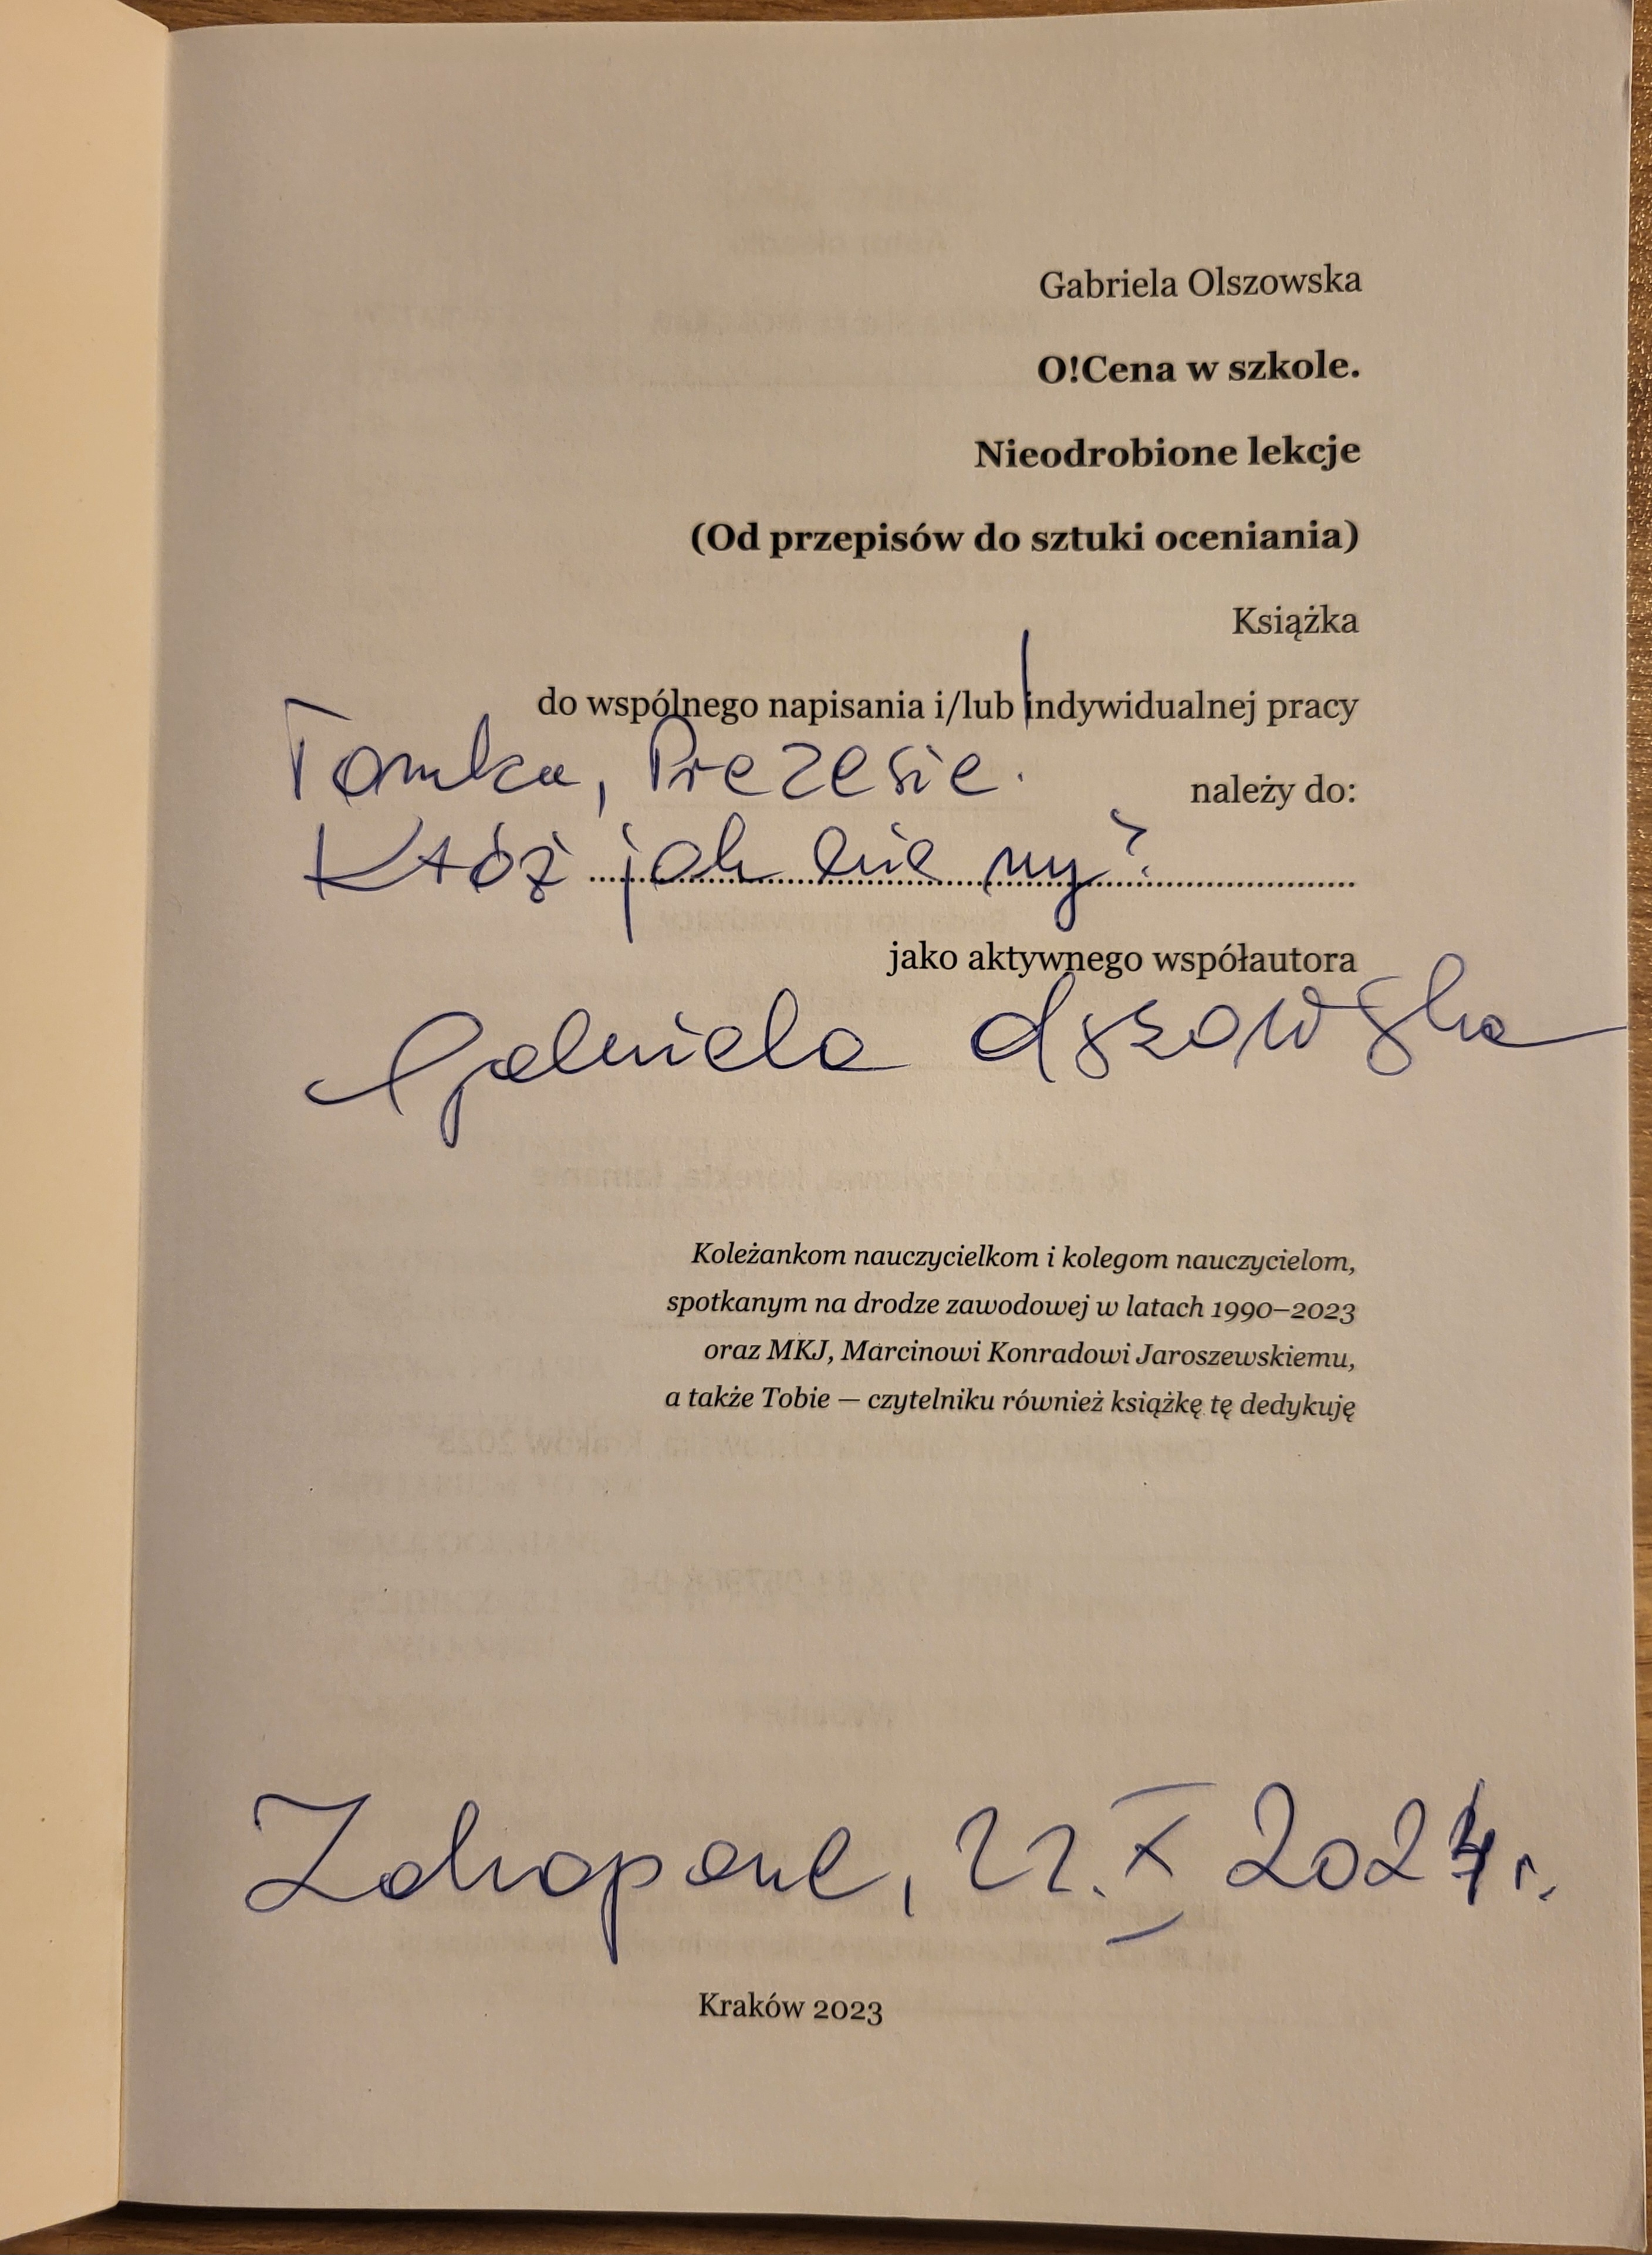 Gabriela Olszowska
O!Cena w szkole.
Nieodrobione lekcje
(Od przepisów do sztuki oceniania)
Książka
do wspólnego napisania i/lub indywidualnej pracy
Tomka, Prezesie.
należy do:
Któż jak nie my?
jako aktywnego współautora
Gabriela Olszowska
Koleżankom nauczycielkom i kolegom nauczycielom,
spotkanym na drodze zawodowej w latach 1990–2023
oraz MKJ, Marcinowi Konradowi Jaroszewskiemu,
a także Tobie — czytelniku również książkę tę dedykuję
Zakopane, 22. X 2024 r.
Kraków 2023